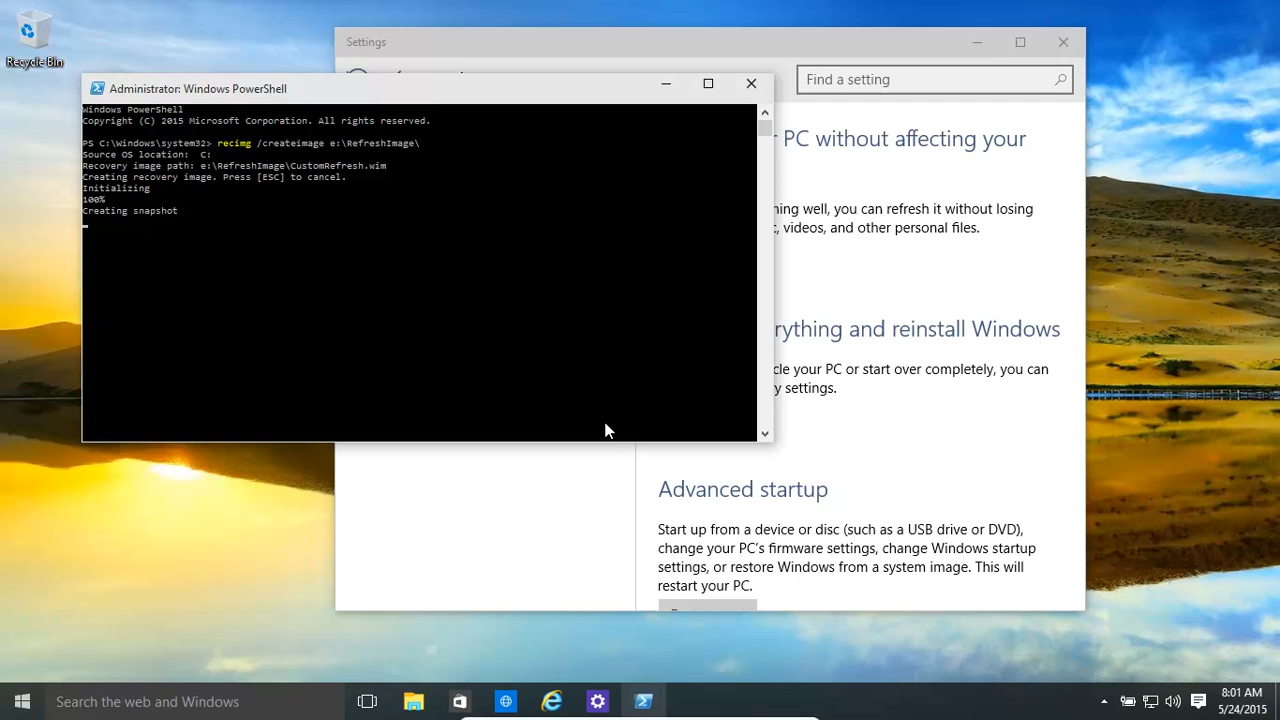 Recycle Bin
Settings
Find a setting
Administrator: Windows PowerShell
Windows PowerShell
Copyright (C) 2015 Microsoft Corporation. All rights reserved.
PS C:\Windows\system32> recimg /createimage e:\RefreshImage\
Source OS location: C:
Recovery image path: e:\RefreshImage\CustomRefresh.wim
Creating recovery image. Press [ESC] to cancel.
Initializing
100%
Creating snapshot
PC without affecting your
well, you can refresh it without losing
videos, and other personal files.
and reinstall Windows
your PC or start over completely, you can
settings.
Advanced startup
Start up from a device or disc (such as a USB drive or DVD),
change your PC's firmware settings, change Windows startup
settings, or restore Windows from a system image. This will
restart your PC.
Search the web and Windows
8:01 AM
5/24/2015